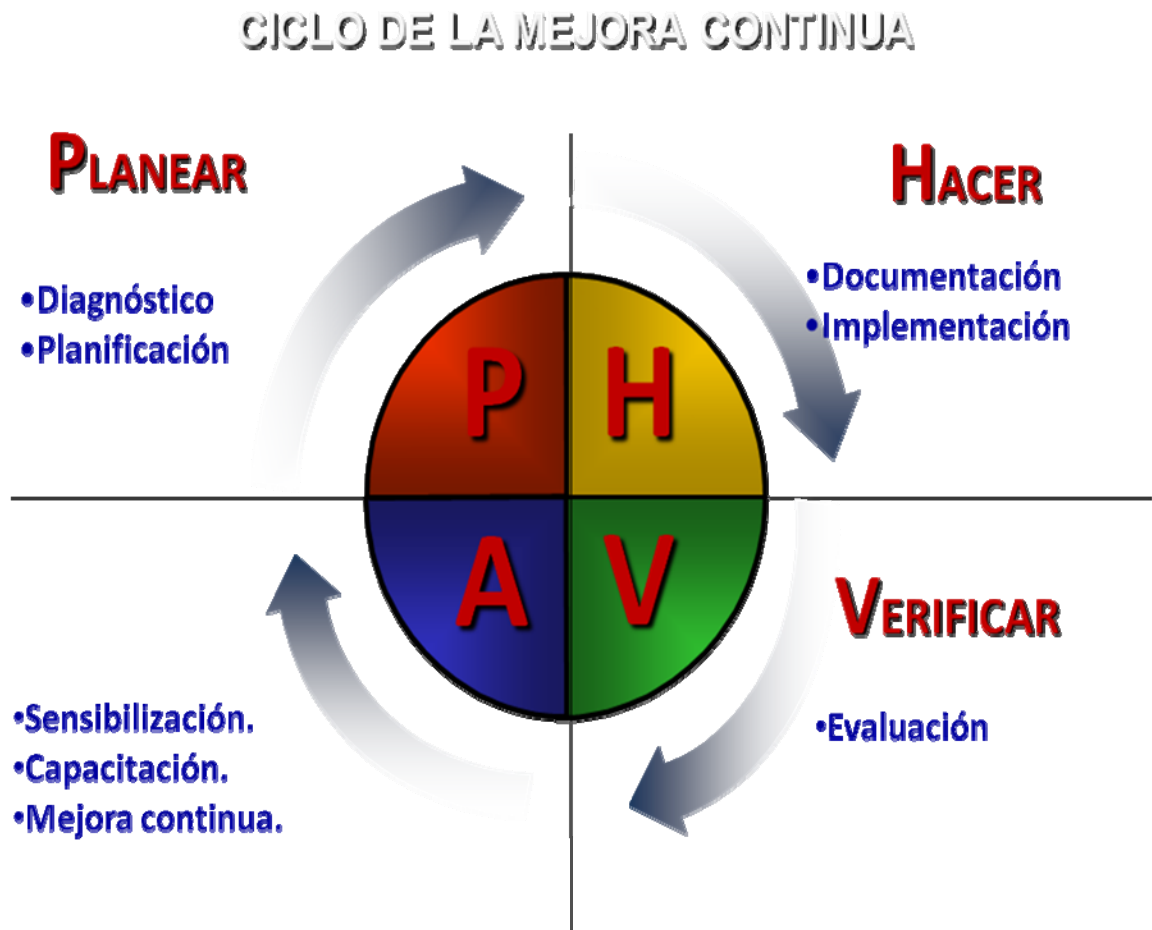 CICLO DE LA MEJORA CONTINUA
PLANEAR
•Diagnóstico
•Planificación
HACER
•Documentación
•Implementación
P H
A V
•Sensibilización.
•Capacitación.
•Mejora continua.
VERIFICAR
•Evaluación